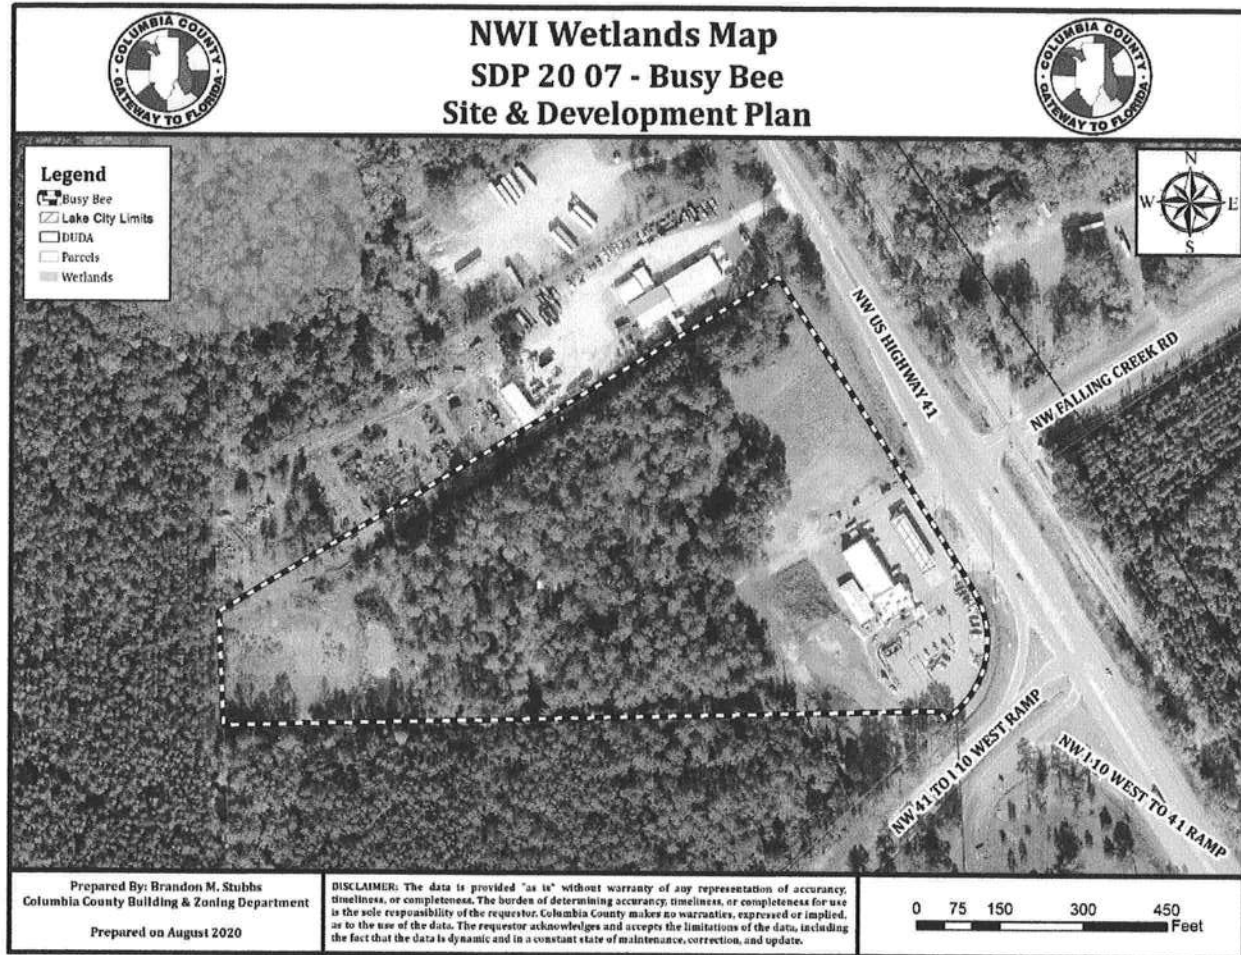 NWI Wetlands Map
SDP 20 07 - Busy Bee
Site & Development Plan
COLUMBIA COUNTY
GATEWAY TO FLORIDA
COLUMBIA COUNTY
GATEWAY TO FLORIDA
Legend
Busy Bee
Lake City Limits
DUDA
Parcels
Wetlands
N
W E
S
NW US HIGHWAY 41
NW FALLING CREEK RD
NW 41 TO I 10 WEST RAMP
NW I-10 WEST TO 41 RAMP
Prepared By: Brandon M. Stubbs
Columbia County Building & Zoning Department
Prepared on August 2020
DISCLAIMER: The data is provided "as is" without warranty of any representation of accurancy,
timeliness, or completeness. The burden of determining accurancy, timeliness, or completeness for use
is the sole responsibility of the requestor. Columbia County makes no warranties, expressed or implied,
as to the use of the data. The requestor acknowledges and accepts the limitations of the data, including
the fact that the data is dynamic and in a constant state of maintenance, correction, and update.
0 75 150 300 450
Feet